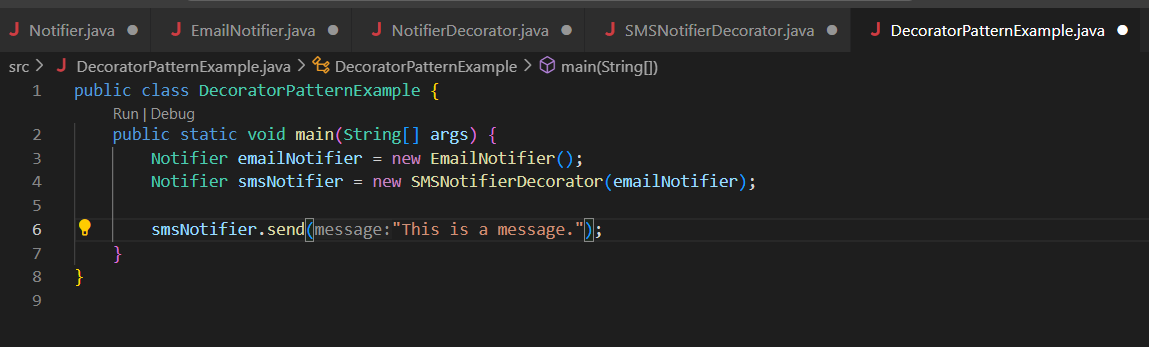 J Notifier.java ● J EmailNotifier.java ● J NotifierDecorator.java ● J SMSNotifierDecorator.java ● J DecoratorPatternExample.java ●
src > J DecoratorPatternExample.java > DecoratorPatternExample > main(String[])
1 public class DecoratorPatternExample {
Run | Debug
2 public static void main(String[] args) {
3 Notifier emailNotifier = new EmailNotifier();
4 Notifier smsNotifier = new SMSNotifierDecorator(emailNotifier);
5
6 smsNotifier.send(message:"This is a message.");
7 }
8 }
9